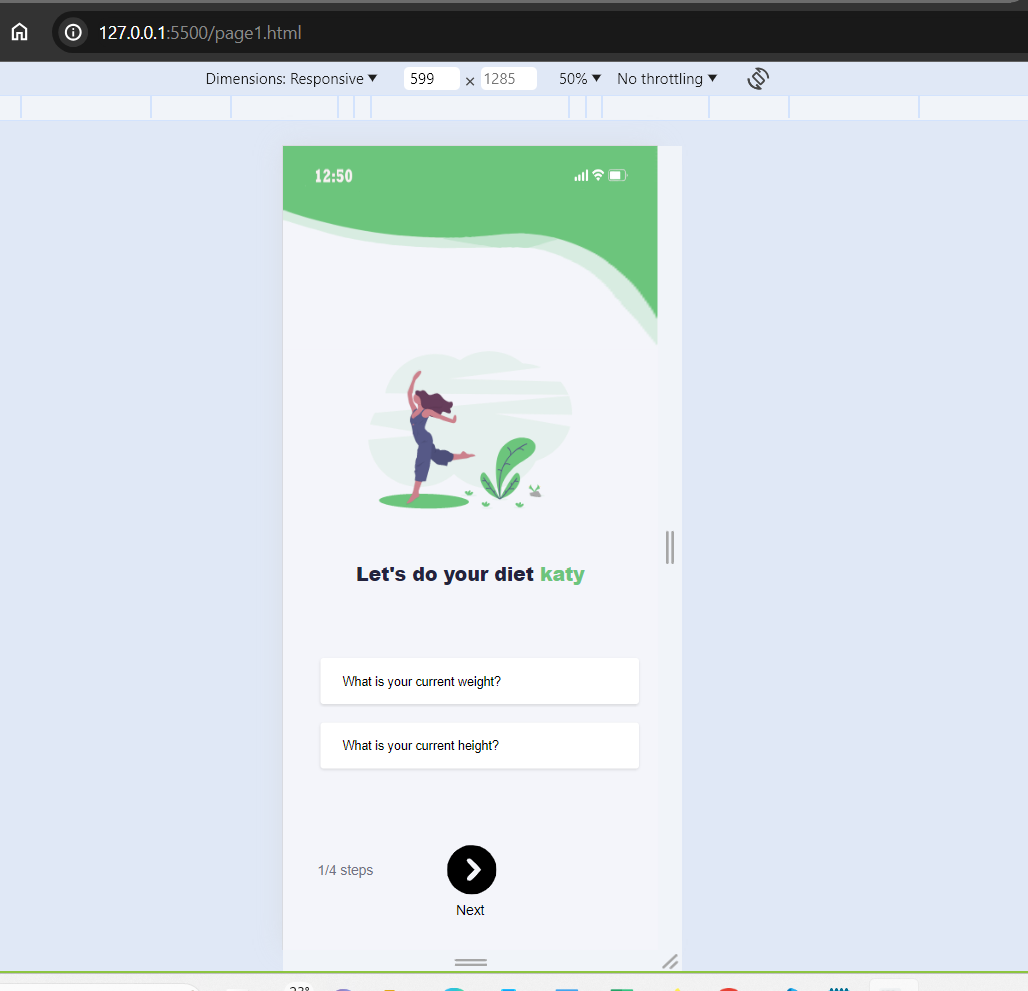 127.0.0.1:5500/page1.html
Dimensions: Responsive 599 × 1285 50% No throttling
12:50
Let's do your diet katy
What is your current weight?
What is your current height?
1/4 steps
Next